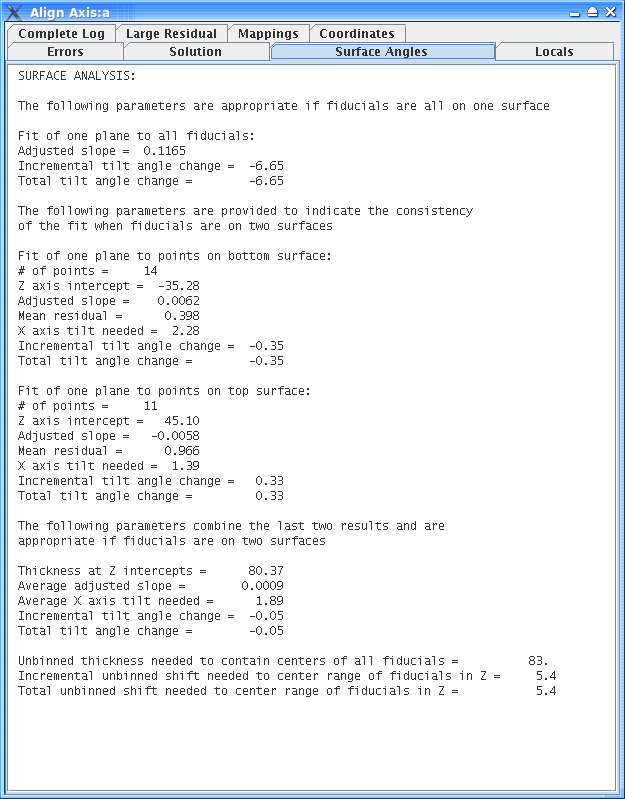 Align Axis:a
Complete Log Large Residual Mappings Coordinates
Errors Solution Surface Angles Locals
SURFACE ANALYSIS:
The following parameters are appropriate if fiducials are all on one surface
Fit of one plane to all fiducials:
Adjusted slope = 0.1165
Incremental tilt angle change = -6.65
Total tilt angle change = -6.65
The following parameters are provided to indicate the consistency
of the fit when fiducials are on two surfaces
Fit of one plane to points on bottom surface:
# of points = 14
Z axis intercept = -35.28
Adjusted slope = 0.0062
Mean residual = 0.398
X axis tilt needed = 2.28
Incremental tilt angle change = -0.35
Total tilt angle change = -0.35
Fit of one plane to points on top surface:
# of points = 11
Z axis intercept = 45.10
Adjusted slope = -0.0058
Mean residual = 0.966
X axis tilt needed = 1.39
Incremental tilt angle change = 0.33
Total tilt angle change = 0.33
The following parameters combine the last two results and are
appropriate if fiducials are on two surfaces
Thickness at Z intercepts = 80.37
Average adjusted slope = 0.0009
Average X axis tilt needed = 1.89
Incremental tilt angle change = -0.05
Total tilt angle change = -0.05
Unbinned thickness needed to contain centers of all fiducials = 83.
Incremental unbinned shift needed to center range of fiducials in Z = 5.4
Total unbinned shift needed to center range of fiducials in Z = 5.4